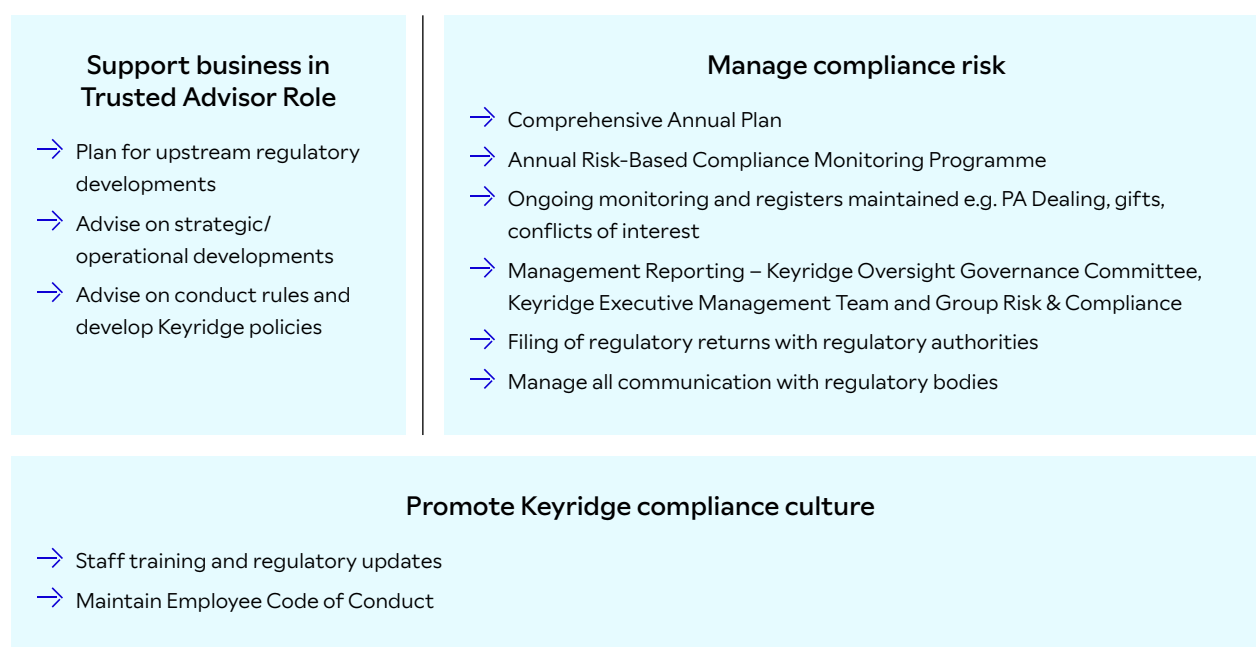 Support business in
Trusted Advisor Role
Plan for upstream regulatory
developments
Advise on strategic/
operational developments
Advise on conduct rules and
develop Keyridge policies
Manage compliance risk
Comprehensive Annual Plan
Annual Risk-Based Compliance Monitoring Programme
Ongoing monitoring and registers maintained e.g. PA Dealing, gifts,
conflicts of interest
Management Reporting – Keyridge Oversight Governance Committee,
Keyridge Executive Management Team and Group Risk & Compliance
Filing of regulatory returns with regulatory authorities
Manage all communication with regulatory bodies
Promote Keyridge compliance culture
Staff training and regulatory updates
Maintain Employee Code of Conduct